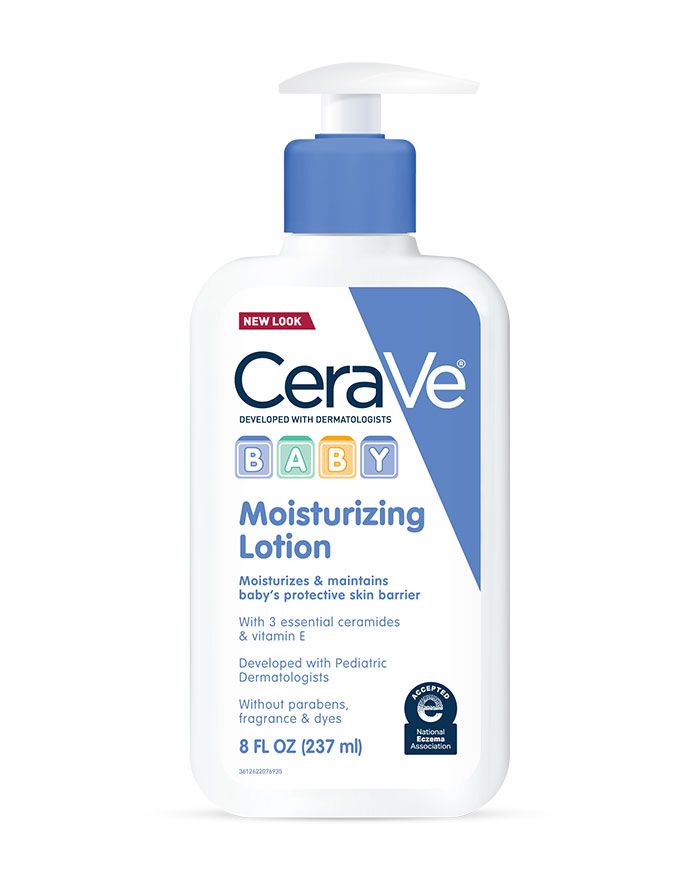 NEW LOOK
CeraVe®
DEVELOPED WITH DERMATOLOGISTS
BABY
Moisturizing
Lotion
Moisturizes & maintains
baby's protective skin barrier
With 3 essential ceramides
& vitamin E
Developed with Pediatric
Dermatologists
Without parabens,
fragrance & dyes
8 FL OZ (237 ml)
3612622076935
ACCEPTED
e
National
Eczema
Association